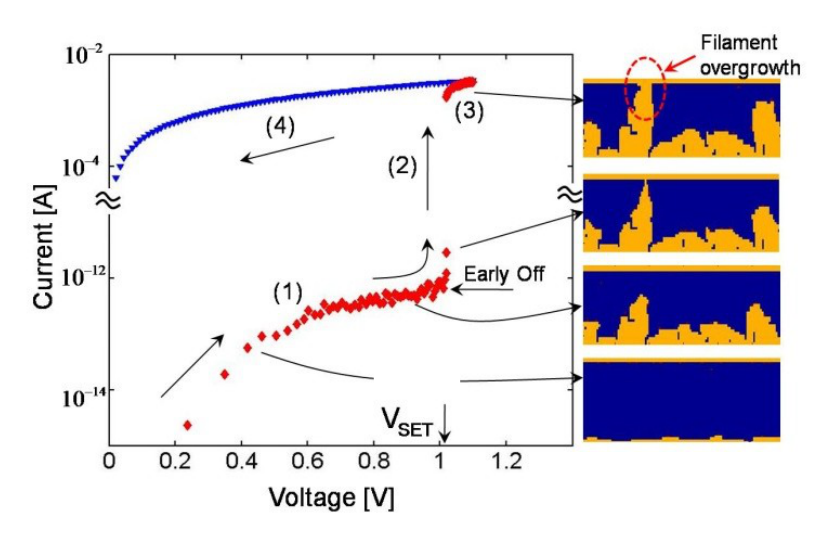 Filament
overgrowth
10⁻²
(3)
(4)
10⁻⁴
(2)
≈
≈
Current [A]
10⁻¹²
(1)
Early Off
10⁻¹⁴
V_SET
0 0.2 0.4 0.6 0.8 1 1.2
Voltage [V]